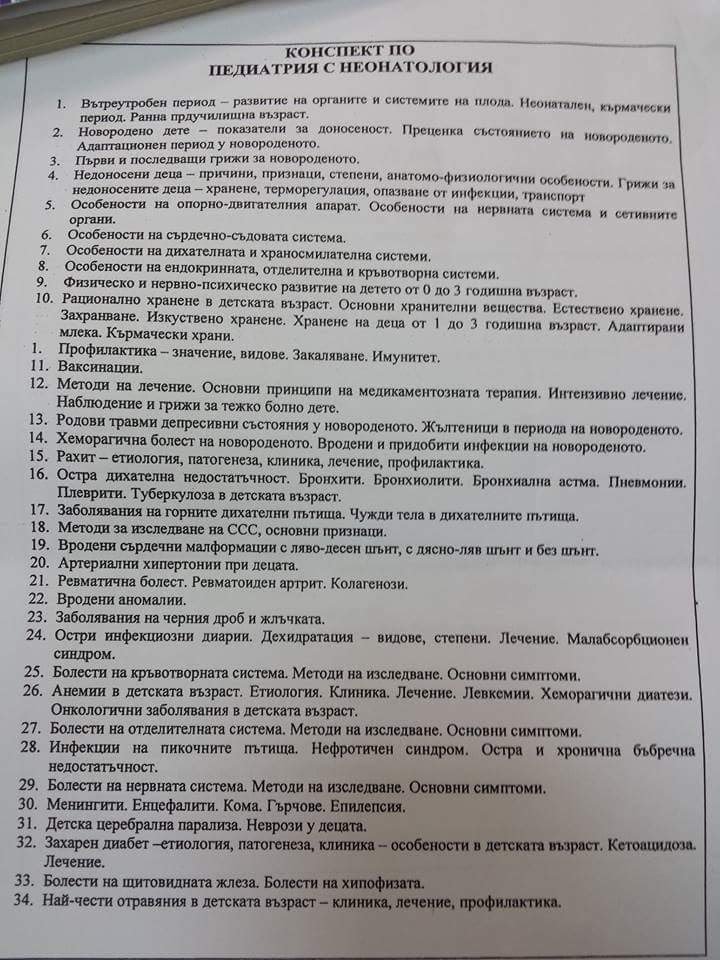 КОНСПЕКТ ПО
ПЕДИАТРИЯ С НЕОНАТОЛОГИЯ
1. Вътреутробен период – развитие на органите и системите на плода. Неонатален, кърмачески
период. Ранна прдучилищна възраст.
2. Новородено дете – показатели за доносеност. Преценка състоянието на новороденото.
Адаптационен период у новороденото.
3. Първи и последващи грижи за новороденото.
4. Недоносени деца – причини, признаци, степени, анатомо-физиологични особености. Грижи за
недоносените деца – хранене, терморегулация, опазване от инфекции, транспорт
5. Особености на опорно-двигателния апарат. Особености на нервната система и сетивните
органи.
6. Особености на сърдечно-съдовата система.
7. Особености на дихателната и храносмилателна системи.
8. Особености на ендокринната, отделителна и кръвотворна системи.
9. Физическо и нервно-психическо развитие на детето от 0 до 3 годишна възраст.
10. Рационално хранене в детската възраст. Основни хранителни вещества. Естествено хранене.
Захранване. Изкуствено хранене. Хранене на деца от 1 до 3 годишна възраст. Адаптирани
млека. Кърмачески храни.
1. Профилактика – значение, видове. Закаляване. Имунитет.
11. Ваксинации.
12. Методи на лечение. Основни принципи на медикаментозната терапия. Интензивно лечение.
Наблюдение и грижи за тежко болно дете.
13. Родови травми депресивни състояния у новороденото. Жълтеници в периода на новороденото.
14. Хеморагична болест на новороденото. Вродени и придобити инфекции на новороденото.
15. Рахит – етиология, патогенеза, клиника, лечение, профилактика.
16. Остра дихателна недостатъчност. Бронхити. Бронхиолити. Бронхиална астма. Пневмонии.
Плеврити. Туберкулоза в детската възраст.
17. Заболявания на горните дихателни пътища. Чужди тела в дихателните пътища.
18. Методи за изследване на ССС, основни признаци.
19. Вродени сърдечни малформации с ляво-десен шънт, с дясно-ляв шънт и без шънт.
20. Артериални хипертонии при децата.
21. Ревматична болест. Ревматоиден артрит. Колагенози.
22. Вродени аномалии.
23. Заболявания на черния дроб и жлъчката.
24. Остри инфекциозни диарии. Дехидратация – видове, степени. Лечение. Малабсорбционен
синдром.
25. Болести на кръвотворната система. Методи на изследване. Основни симптоми.
26. Анемии в детската възраст. Етиология. Клиника. Лечение. Левкемии. Хеморагични диатези.
Онкологични заболявания в детската възраст.
27. Болести на отделителната система. Методи на изследване. Основни симптоми.
28. Инфекции на пикочните пътища. Нефротичен синдром. Остра и хронична бъбречна
недостатъчност.
29. Болести на нервната система. Методи на изследване. Основни симптоми.
30. Менингити. Енцефалити. Кома. Гърчове. Епилепсия.
31. Детска церебрална парализа. Неврози у децата.
32. Захарен диабет –етиология, патогенеза, клиника – особености в детската възраст. Кетоацидоза.
Лечение.
33. Болести на щитовидната жлеза. Болести на хипофизата.
34. Най-чести отравяния в детската възраст – клиника, лечение, профилактика.